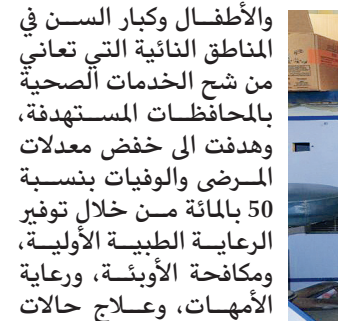 والأطفال وكبار السن في
المناطق النائية التي تعاني
من شح الخدمات الصحية
بالمحافظات المستهدفة،
وهدفت الى خفض معدلات
المرضى والوفيات بنسبة
50 بالمائة من خلال توفير
الرعاية الطبية الأولية،
ومكافحة الأوبئة، ورعاية
الأمهات، وعلاج حالات